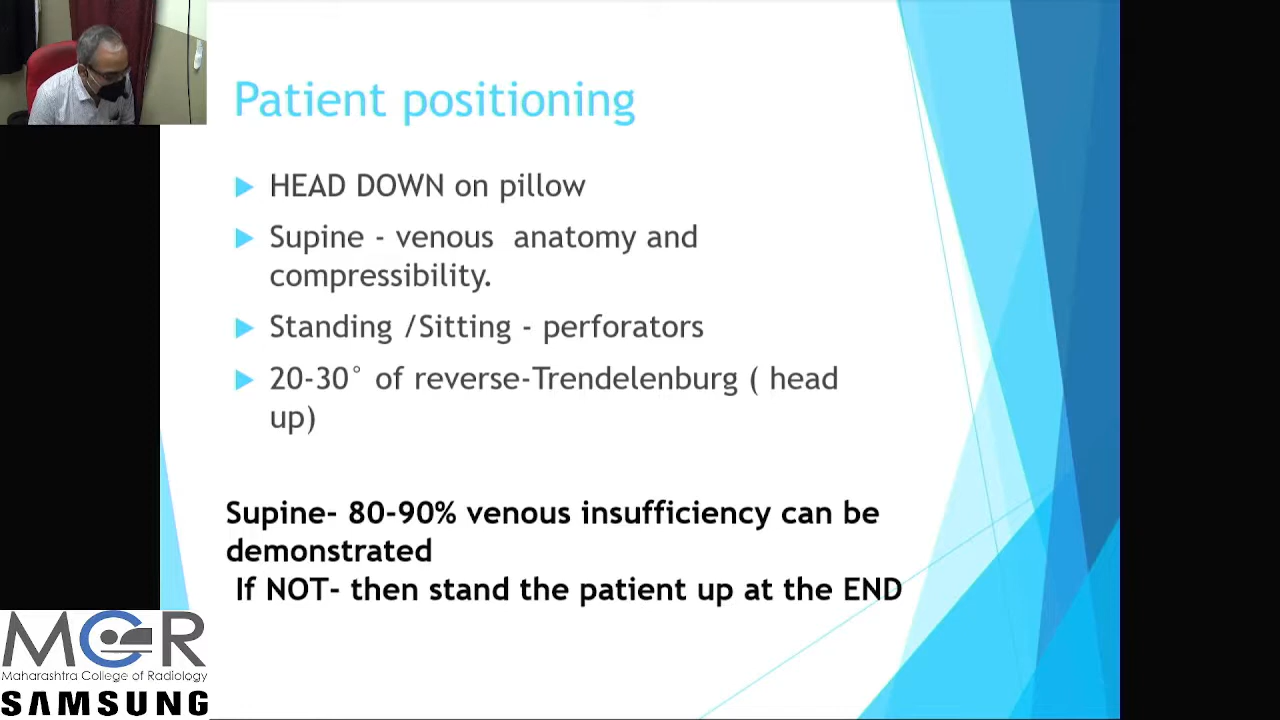 Patient positioning
HEAD DOWN on pillow
Supine - venous anatomy and
compressibility.
Standing /Sitting - perforators
20-30° of reverse-Trendelenburg ( head
up)
Supine- 80-90% venous insufficiency can be
demonstrated
If NOT- then stand the patient up at the END
MCR
Maharashtra College of Radiology
SAMSUNG